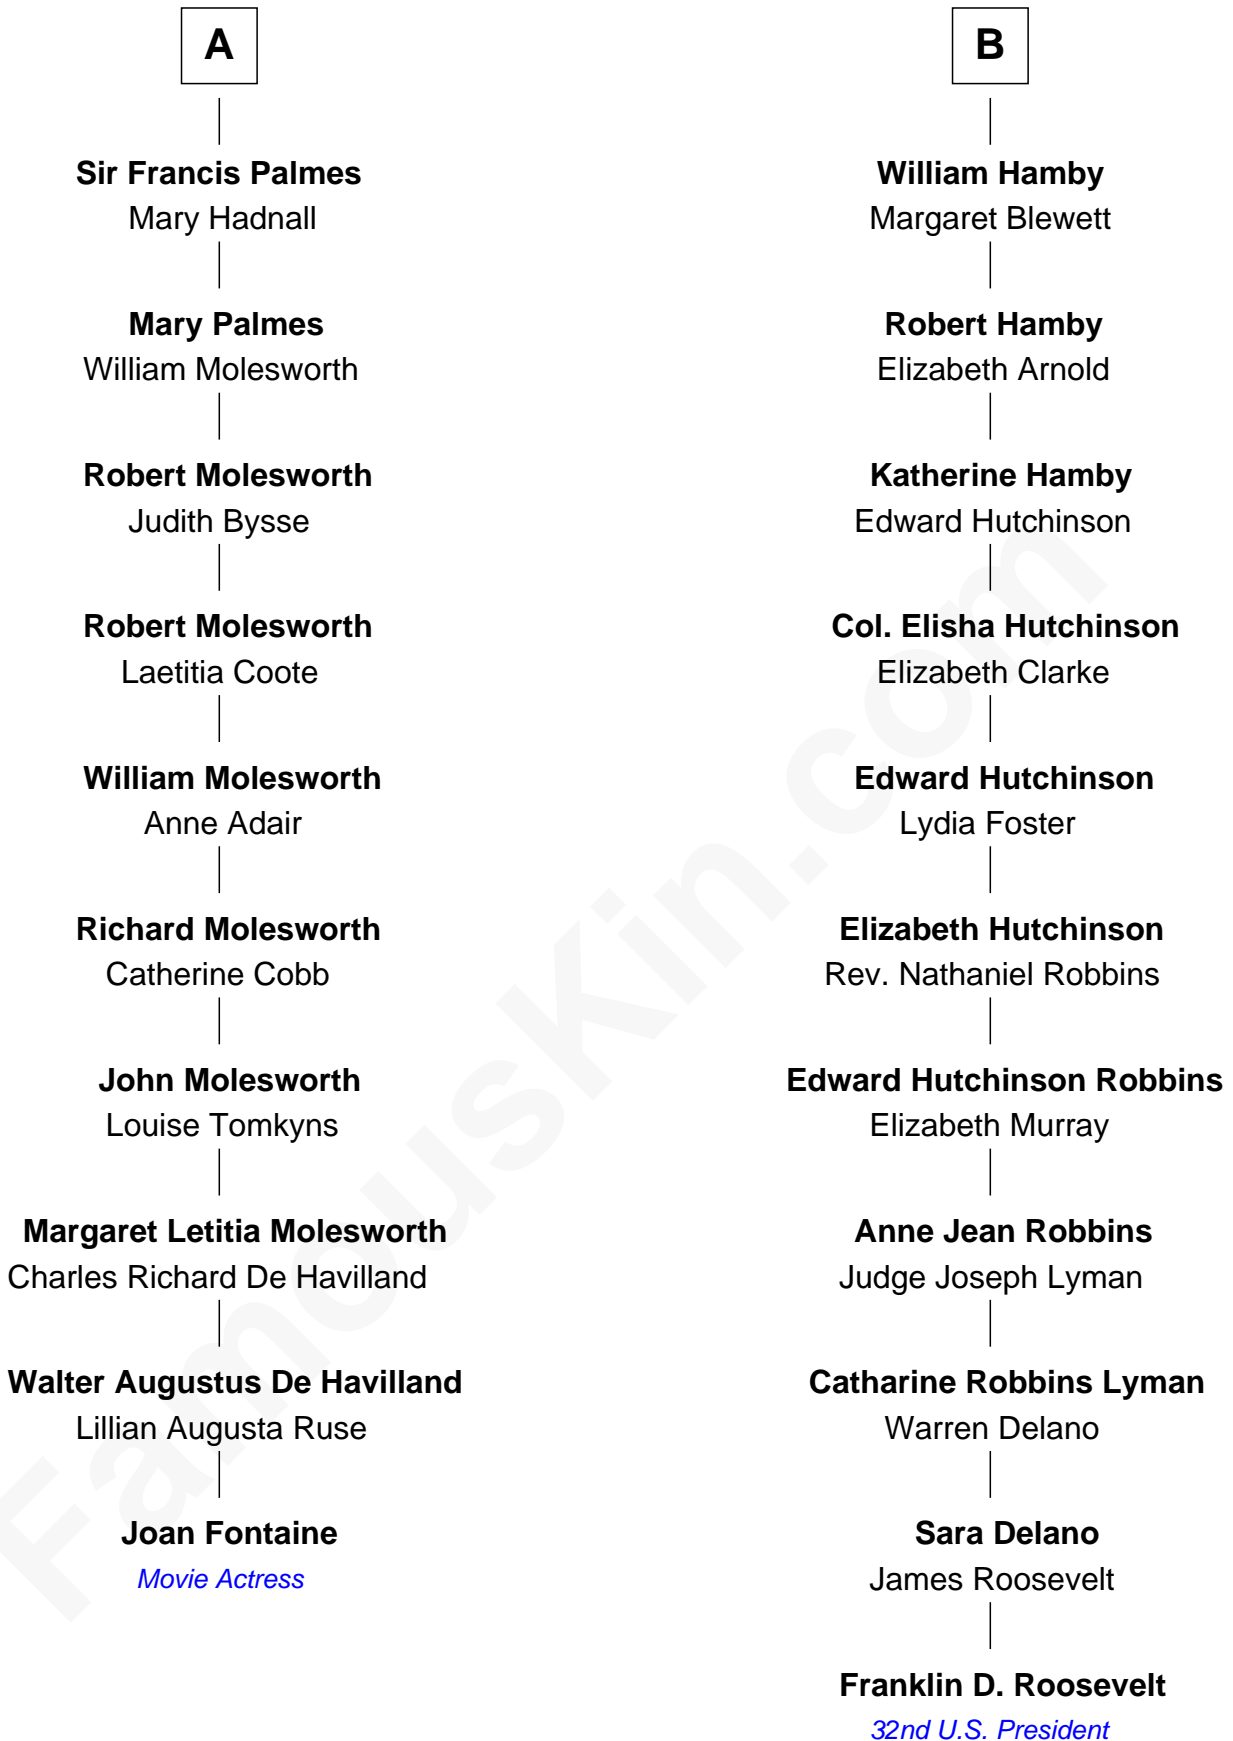 A
Sir Francis Palmes
Mary Hadnall
Mary Palmes
William Molesworth
Robert Molesworth
Judith Bysse
Robert Molesworth
Laetitia Coote
William Molesworth
Anne Adair
Richard Molesworth
Catherine Cobb
John Molesworth
Louise Tomkyns
Margaret Letitia Molesworth
Charles Richard De Havilland
Walter Augustus De Havilland
Lillian Augusta Ruse
Joan Fontaine
Movie Actress
B
William Hamby
Margaret Blewett
Robert Hamby
Elizabeth Arnold
Katherine Hamby
Edward Hutchinson
Col. Elisha Hutchinson
Elizabeth Clarke
Edward Hutchinson
Lydia Foster
Elizabeth Hutchinson
Rev. Nathaniel Robbins
Edward Hutchinson Robbins
Elizabeth Murray
Anne Jean Robbins
Judge Joseph Lyman
Catharine Robbins Lyman
Warren Delano
Sara Delano
James Roosevelt
Franklin D. Roosevelt
32nd U.S. President
FamousKin.com